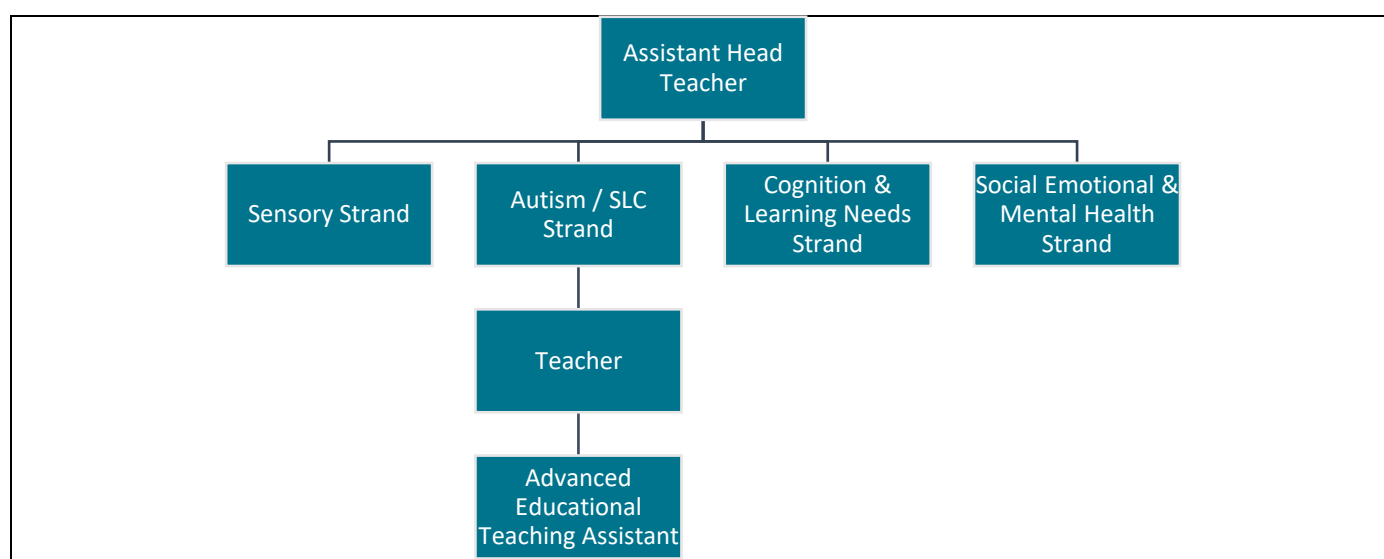 Assistant Head
Teacher
Sensory Strand
Autism / SLC
Strand
Cognition &
Learning Needs
Strand
Social Emotional &
Mental Health
Strand
Teacher
Advanced
Educational
Teaching Assistant